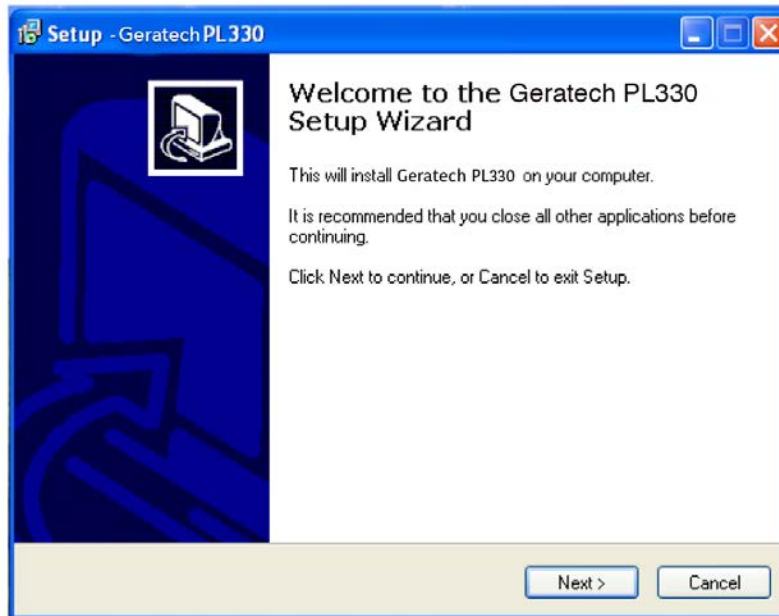 Setup - Geratech PL330
Welcome to the Geratech PL330
Setup Wizard
This will install Geratech PL330 on your computer.
It is recommended that you close all other applications before
continuing.
Click Next to continue, or Cancel to exit Setup.
Next >
Cancel